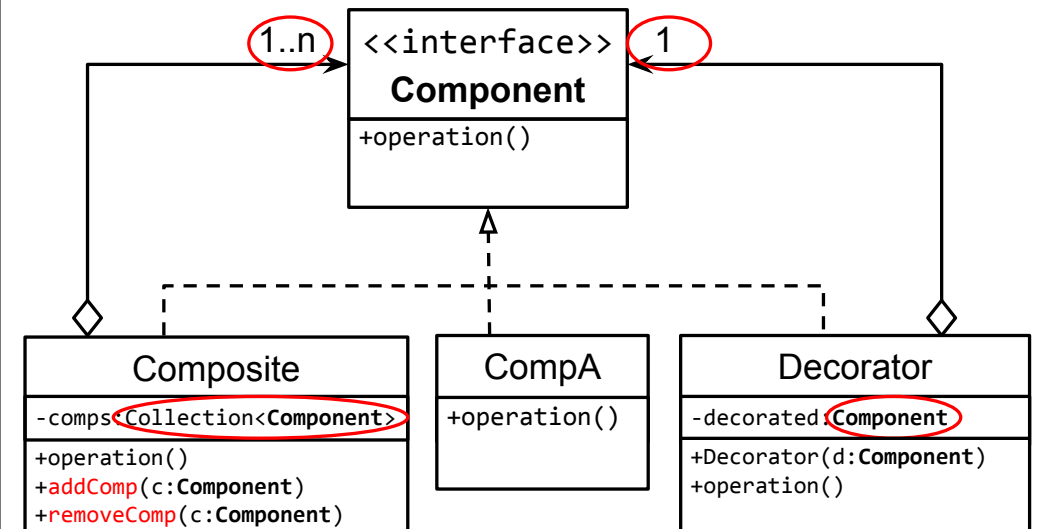 1..n
<<interface>>
Component
1
+operation()
Composite
-comps:Collection<Component>
+operation()
+addComp(c:Component)
+removeComp(c:Component)
CompA
+operation()
Decorator
-decorated:Component
+Decorator(d:Component)
+operation()